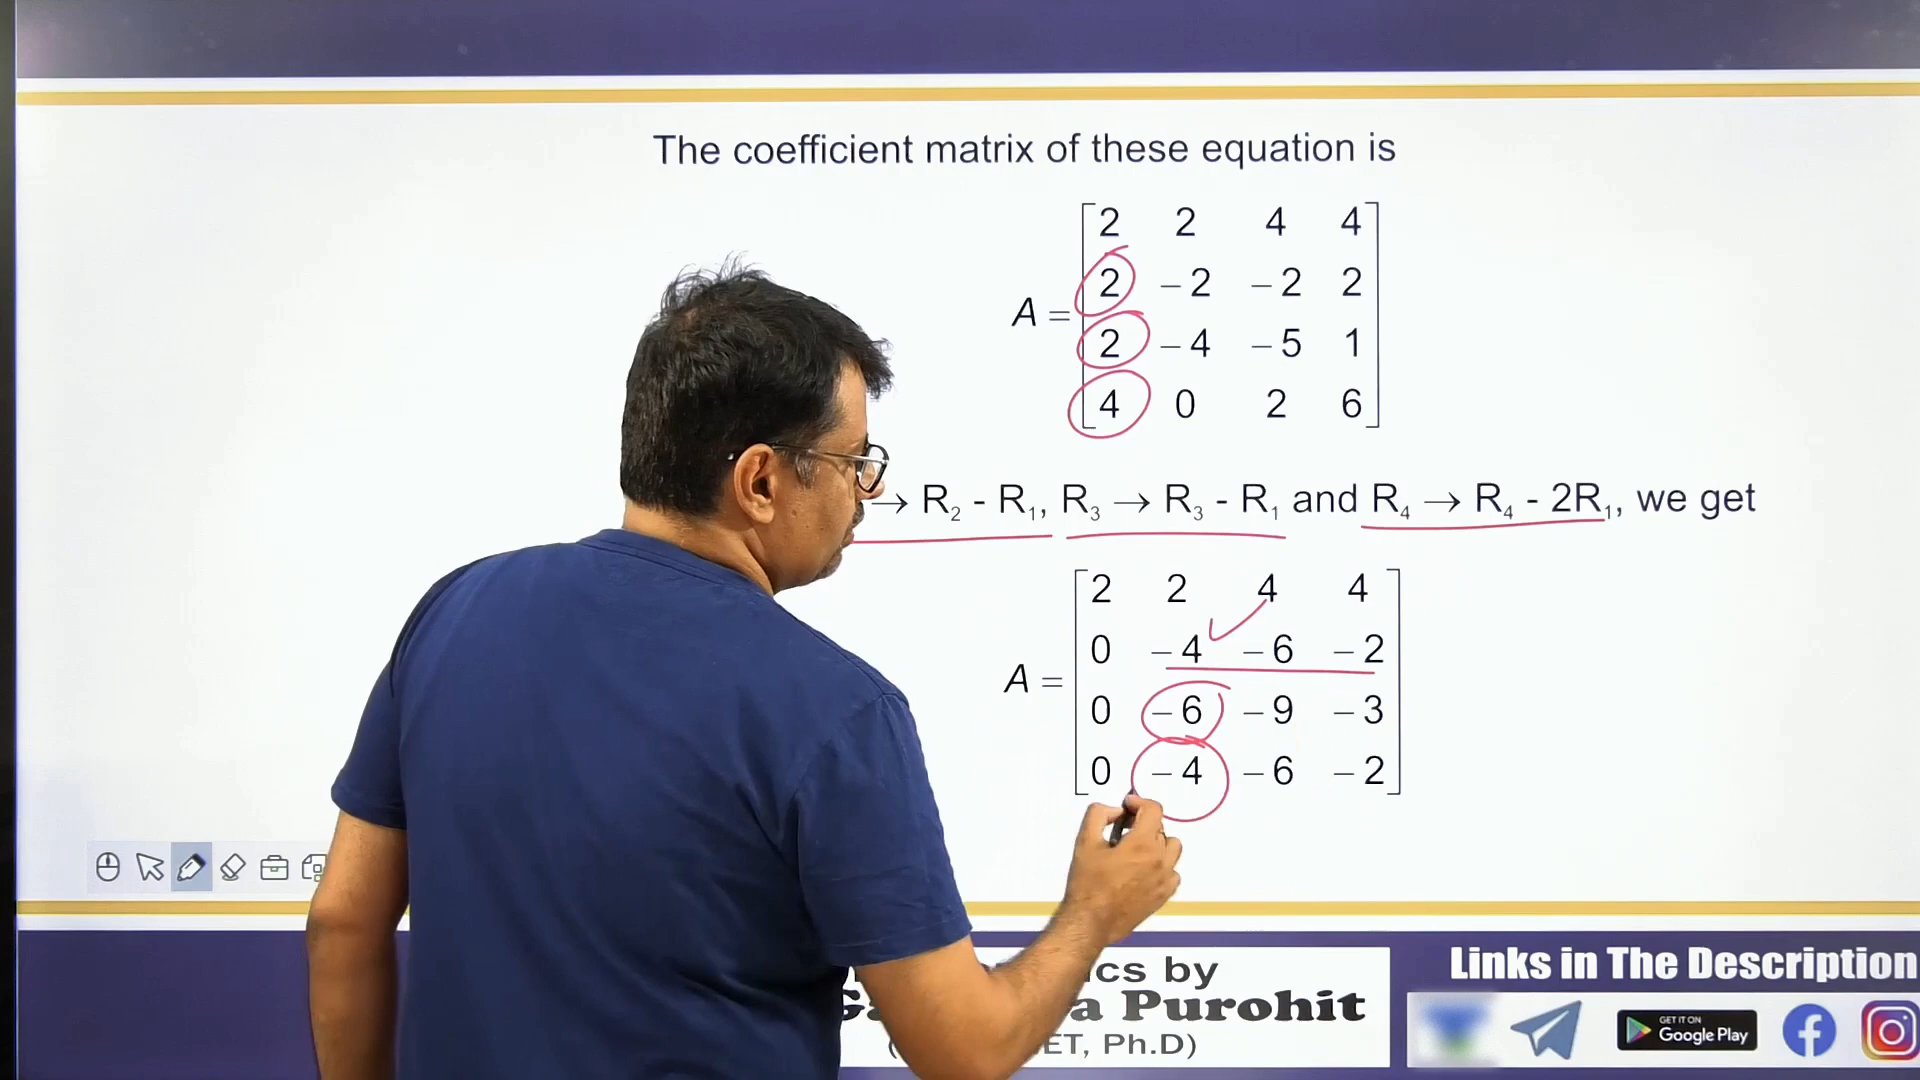 The coefficient matrix of these equation is
A = [2 2 4 4
2 −2 −2 2
2 −4 −5 1
4 0 2 6]
→ R₂ - R₁, R₃ → R₃ - R₁ and R₄ → R₄ - 2R₁, we get
A = [2 2 4 4
0 −4 −6 −2
0 −6 −9 −3
0 −4 −6 −2]
cs by
a Purohit
ET, Ph.D)
Links in The Description
GET IT ON
Google Play